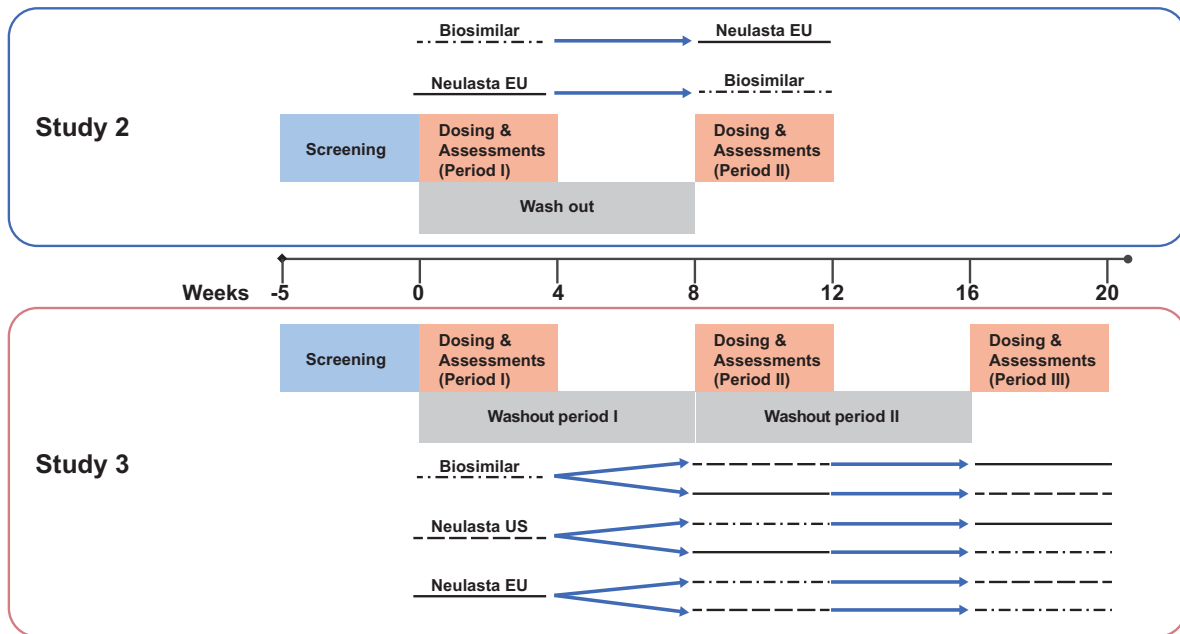 Biosimilar
Neulasta EU
Neulasta EU
Biosimilar
Study 2
Screening
Dosing &
Assessments
(Period I)
Dosing &
Assessments
(Period II)
Wash out
Weeks
-5
0
4
8
12
16
20
Study 3
Screening
Dosing &
Assessments
(Period I)
Dosing &
Assessments
(Period II)
Dosing &
Assessments
(Period III)
Washout period I
Washout period II
Biosimilar
Neulasta US
Neulasta EU